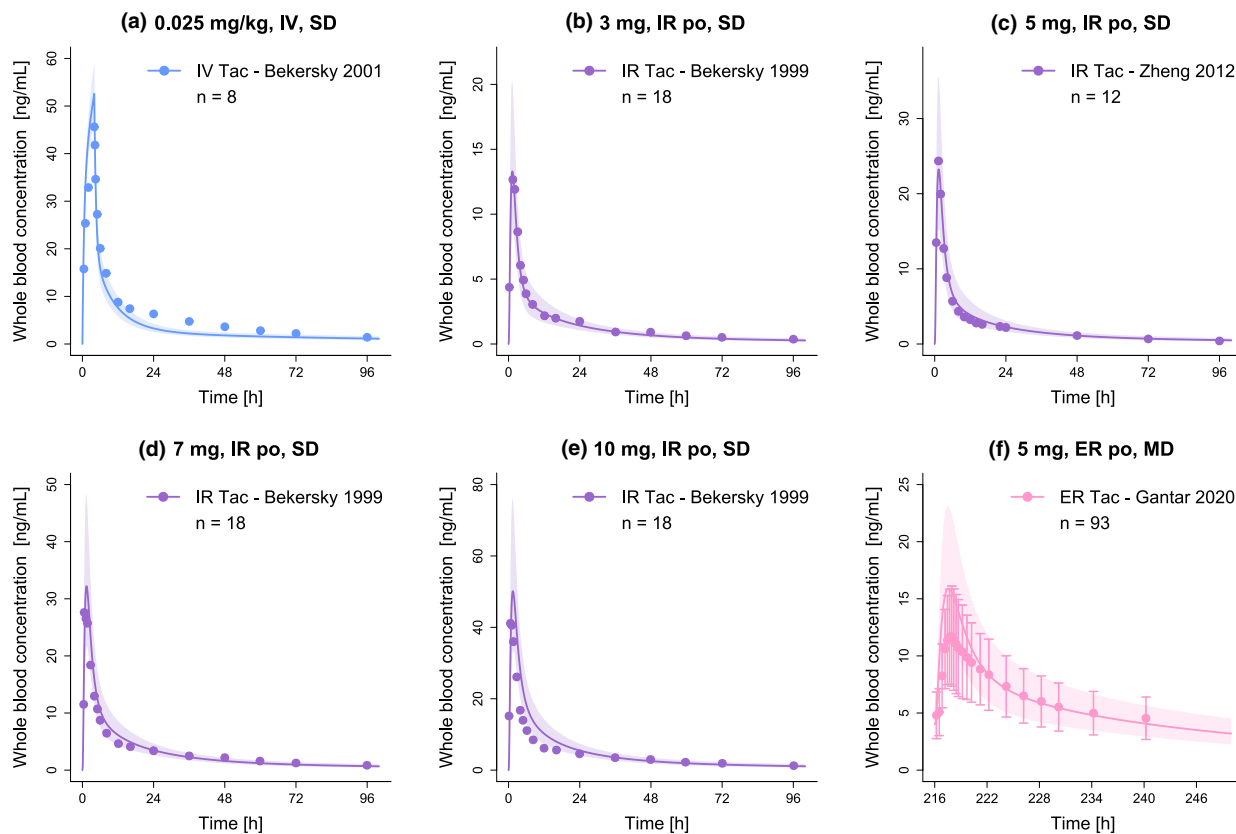 (a) 0.025 mg/kg, IV, SD
Whole blood concentration [ng/mL]
60
50
40
30
20
10
0
IV Tac - Bekersky 2001
n = 8
0 24 48 72 96
Time [h]
(b) 3 mg, IR po, SD
Whole blood concentration [ng/mL]
20
15
10
5
0
IR Tac - Bekersky 1999
n = 18
0 24 48 72 96
Time [h]
(c) 5 mg, IR po, SD
Whole blood concentration [ng/mL]
30
20
10
0
IR Tac - Zheng 2012
n = 12
0 24 48 72 96
Time [h]
(d) 7 mg, IR po, SD
Whole blood concentration [ng/mL]
50
40
30
20
10
0
IR Tac - Bekersky 1999
n = 18
0 24 48 72 96
Time [h]
(e) 10 mg, IR po, SD
Whole blood concentration [ng/mL]
80
60
40
20
0
IR Tac - Bekersky 1999
n = 18
0 24 48 72 96
Time [h]
(f) 5 mg, ER po, MD
Whole blood concentration [ng/mL]
25
20
15
10
5
0
ER Tac - Gantar 2020
n = 93
216 222 228 234 240 246
Time [h]